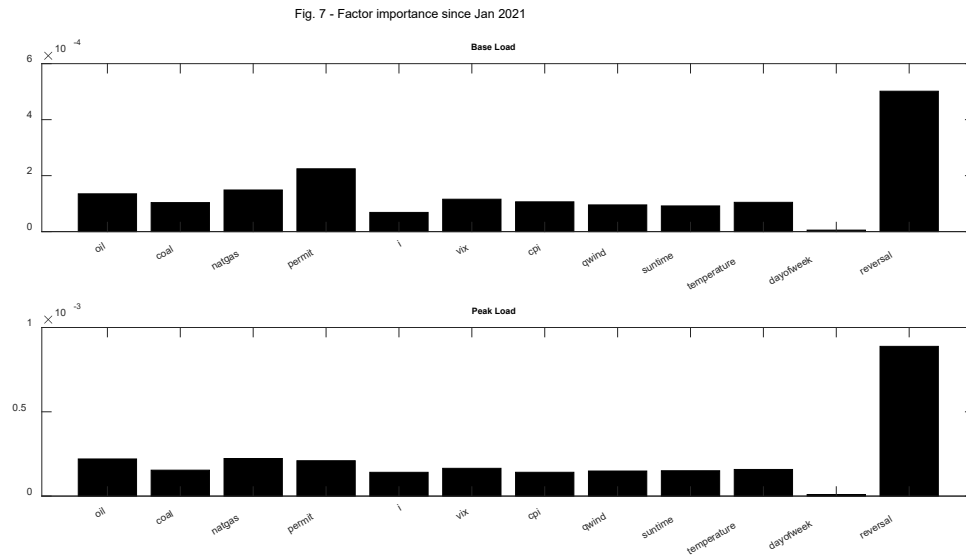 Fig. 7 - Factor importance since Jan 2021
Base Load
× 10 -4
6
4
2
0
oil coal natgas permit i vix cpi qwind suntime temperature dayofweek reversal
Peak Load
× 10 -3
1
0.5
0
oil coal natgas permit i vix cpi qwind suntime temperature dayofweek reversal